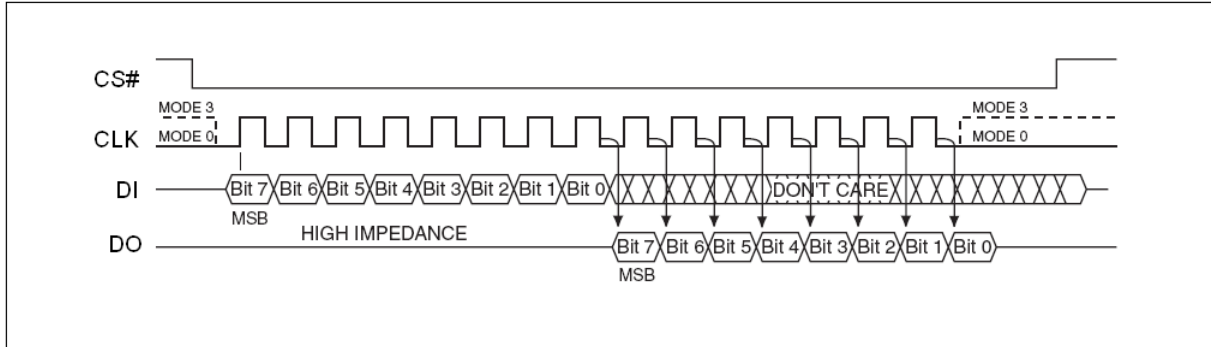 CS#
MODE 3 MODE 3
CLK MODE 0 MODE 0
DI Bit 7 Bit 6 Bit 5 Bit 4 Bit 3 Bit 2 Bit 1 Bit 0 DON'T CARE
MSB
DO HIGH IMPEDANCE Bit 7 Bit 6 Bit 5 Bit 4 Bit 3 Bit 2 Bit 1 Bit 0
MSB